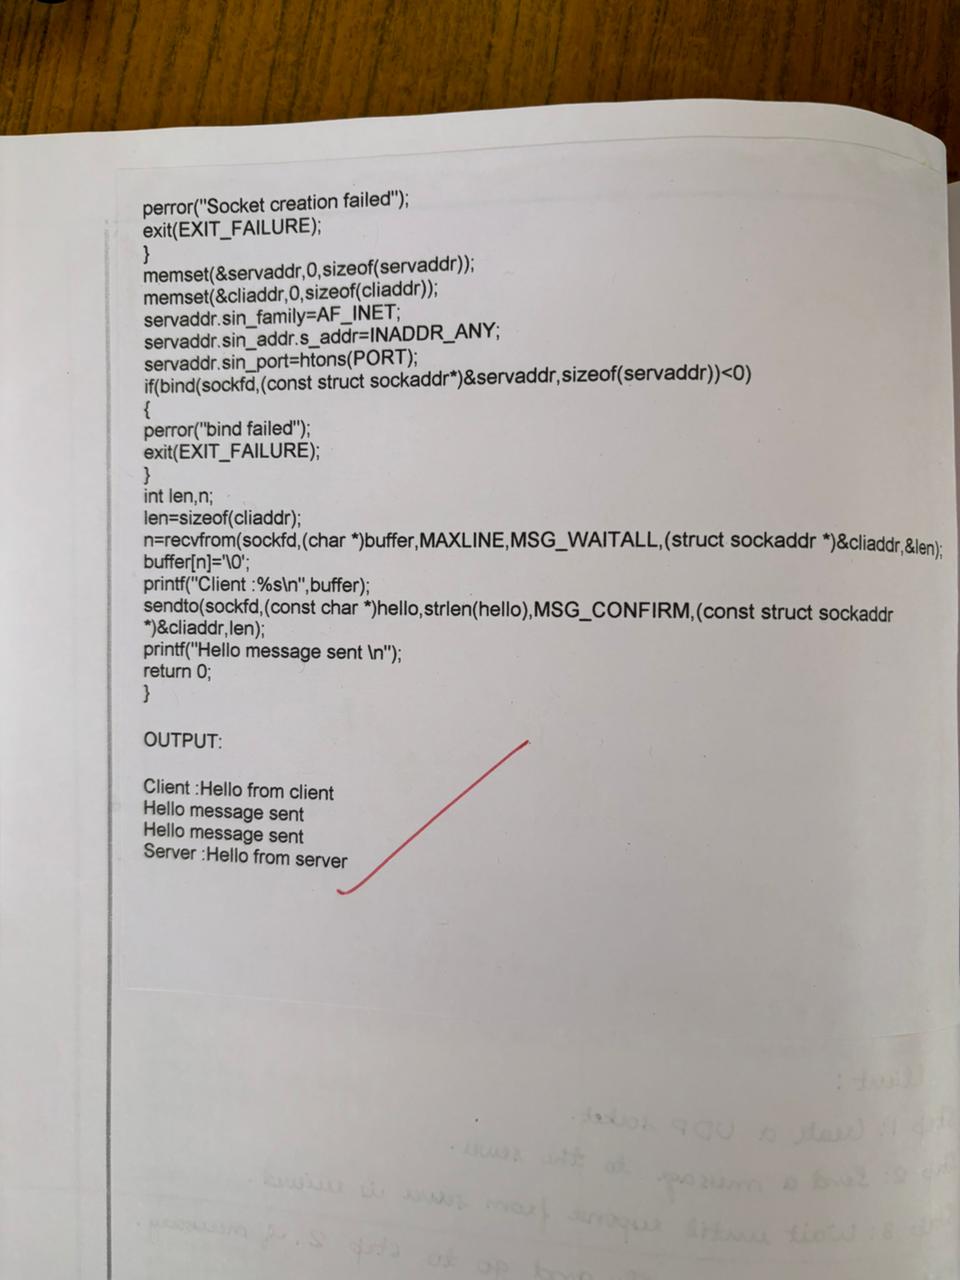 perror("Socket creation failed");
exit(EXIT_FAILURE);
}
memset(&servaddr,0,sizeof(servaddr));
memset(&cliaddr,0,sizeof(cliaddr));
servaddr.sin_family=AF_INET;
servaddr.sin_addr.s_addr=INADDR_ANY;
servaddr.sin_port=htons(PORT);
if(bind(sockfd,(const struct sockaddr*)&servaddr,sizeof(servaddr))<0)
{
perror("bind failed");
exit(EXIT_FAILURE);
}
int len,n;
len=sizeof(cliaddr);
n=recvfrom(sockfd,(char *)buffer,MAXLINE,MSG_WAITALL,(struct sockaddr *)&cliaddr,&len);
buffer[n]='\0';
printf("Client :%s\n",buffer);
sendto(sockfd,(const char *)hello,strlen(hello),MSG_CONFIRM,(const struct sockaddr
*)&cliaddr,len);
printf("Hello message sent \n");
return 0;
}
OUTPUT:
Client :Hello from client
Hello message sent
Hello message sent
Server :Hello from server